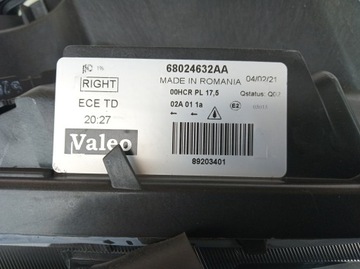 68024632AA
RIGHT
MADE IN ROMANIA
04/02/21
ECE TD
00HCR PL 17,5
Qstatus:
02A 01 1a
E2
20:27
Valeo
89203401